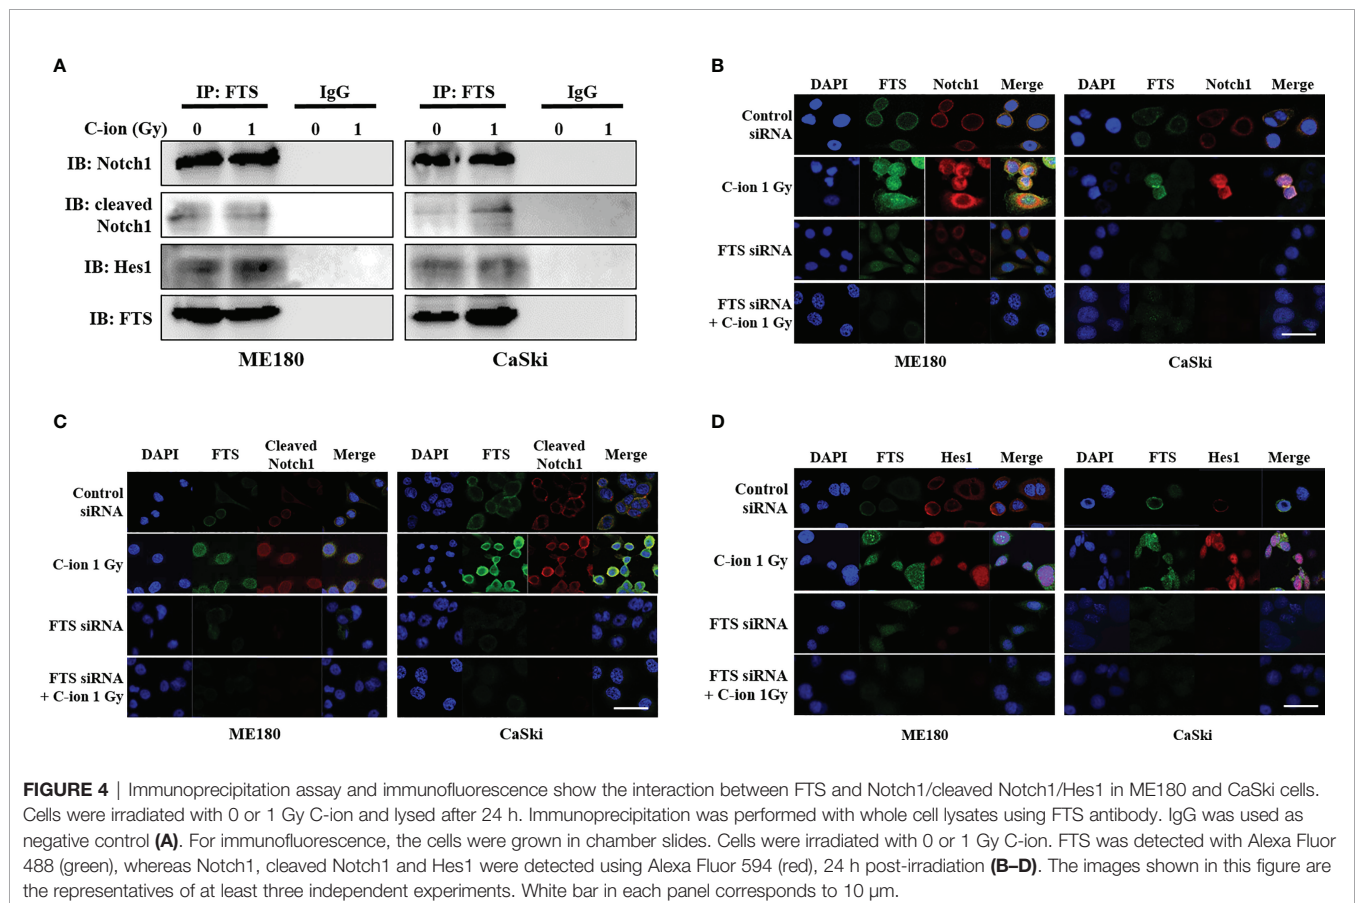 A
IP: FTS IgG IP: FTS IgG
C-ion (Gy) 0 1 0 1 0 1 0 1
IB: Notch1
IB: cleaved
Notch1
IB: Hes1
IB: FTS
ME180 CaSki
B
DAPI FTS Notch1 Merge DAPI FTS Notch1 Merge
Control
siRNA
C-ion 1 Gy
FTS siRNA
FTS siRNA
+ C-ion 1 Gy
ME180 CaSki
C
DAPI FTS Cleaved Notch1 Merge DAPI FTS Cleaved Notch1 Merge
Control
siRNA
C-ion 1 Gy
FTS siRNA
FTS siRNA
+ C-ion 1 Gy
ME180 CaSki
D
DAPI FTS Hes1 Merge DAPI FTS Hes1 Merge
Control
siRNA
C-ion 1 Gy
FTS siRNA
FTS siRNA
+ C-ion 1Gy
ME180 CaSki
FIGURE 4 | Immunoprecipitation assay and immunofluorescence show the interaction between FTS and Notch1/cleaved Notch1/Hes1 in ME180 and CaSki cells.
Cells were irradiated with 0 or 1 Gy C-ion and lysed after 24 h. Immunoprecipitation was performed with whole cell lysates using FTS antibody. IgG was used as
negative control (A). For immunofluorescence, the cells were grown in chamber slides. Cells were irradiated with 0 or 1 Gy C-ion. FTS was detected with Alexa Fluor
488 (green), whereas Notch1, cleaved Notch1 and Hes1 were detected using Alexa Fluor 594 (red), 24 h post-irradiation (B–D). The images shown in this figure are
the representatives of at least three independent experiments. White bar in each panel corresponds to 10 µm.